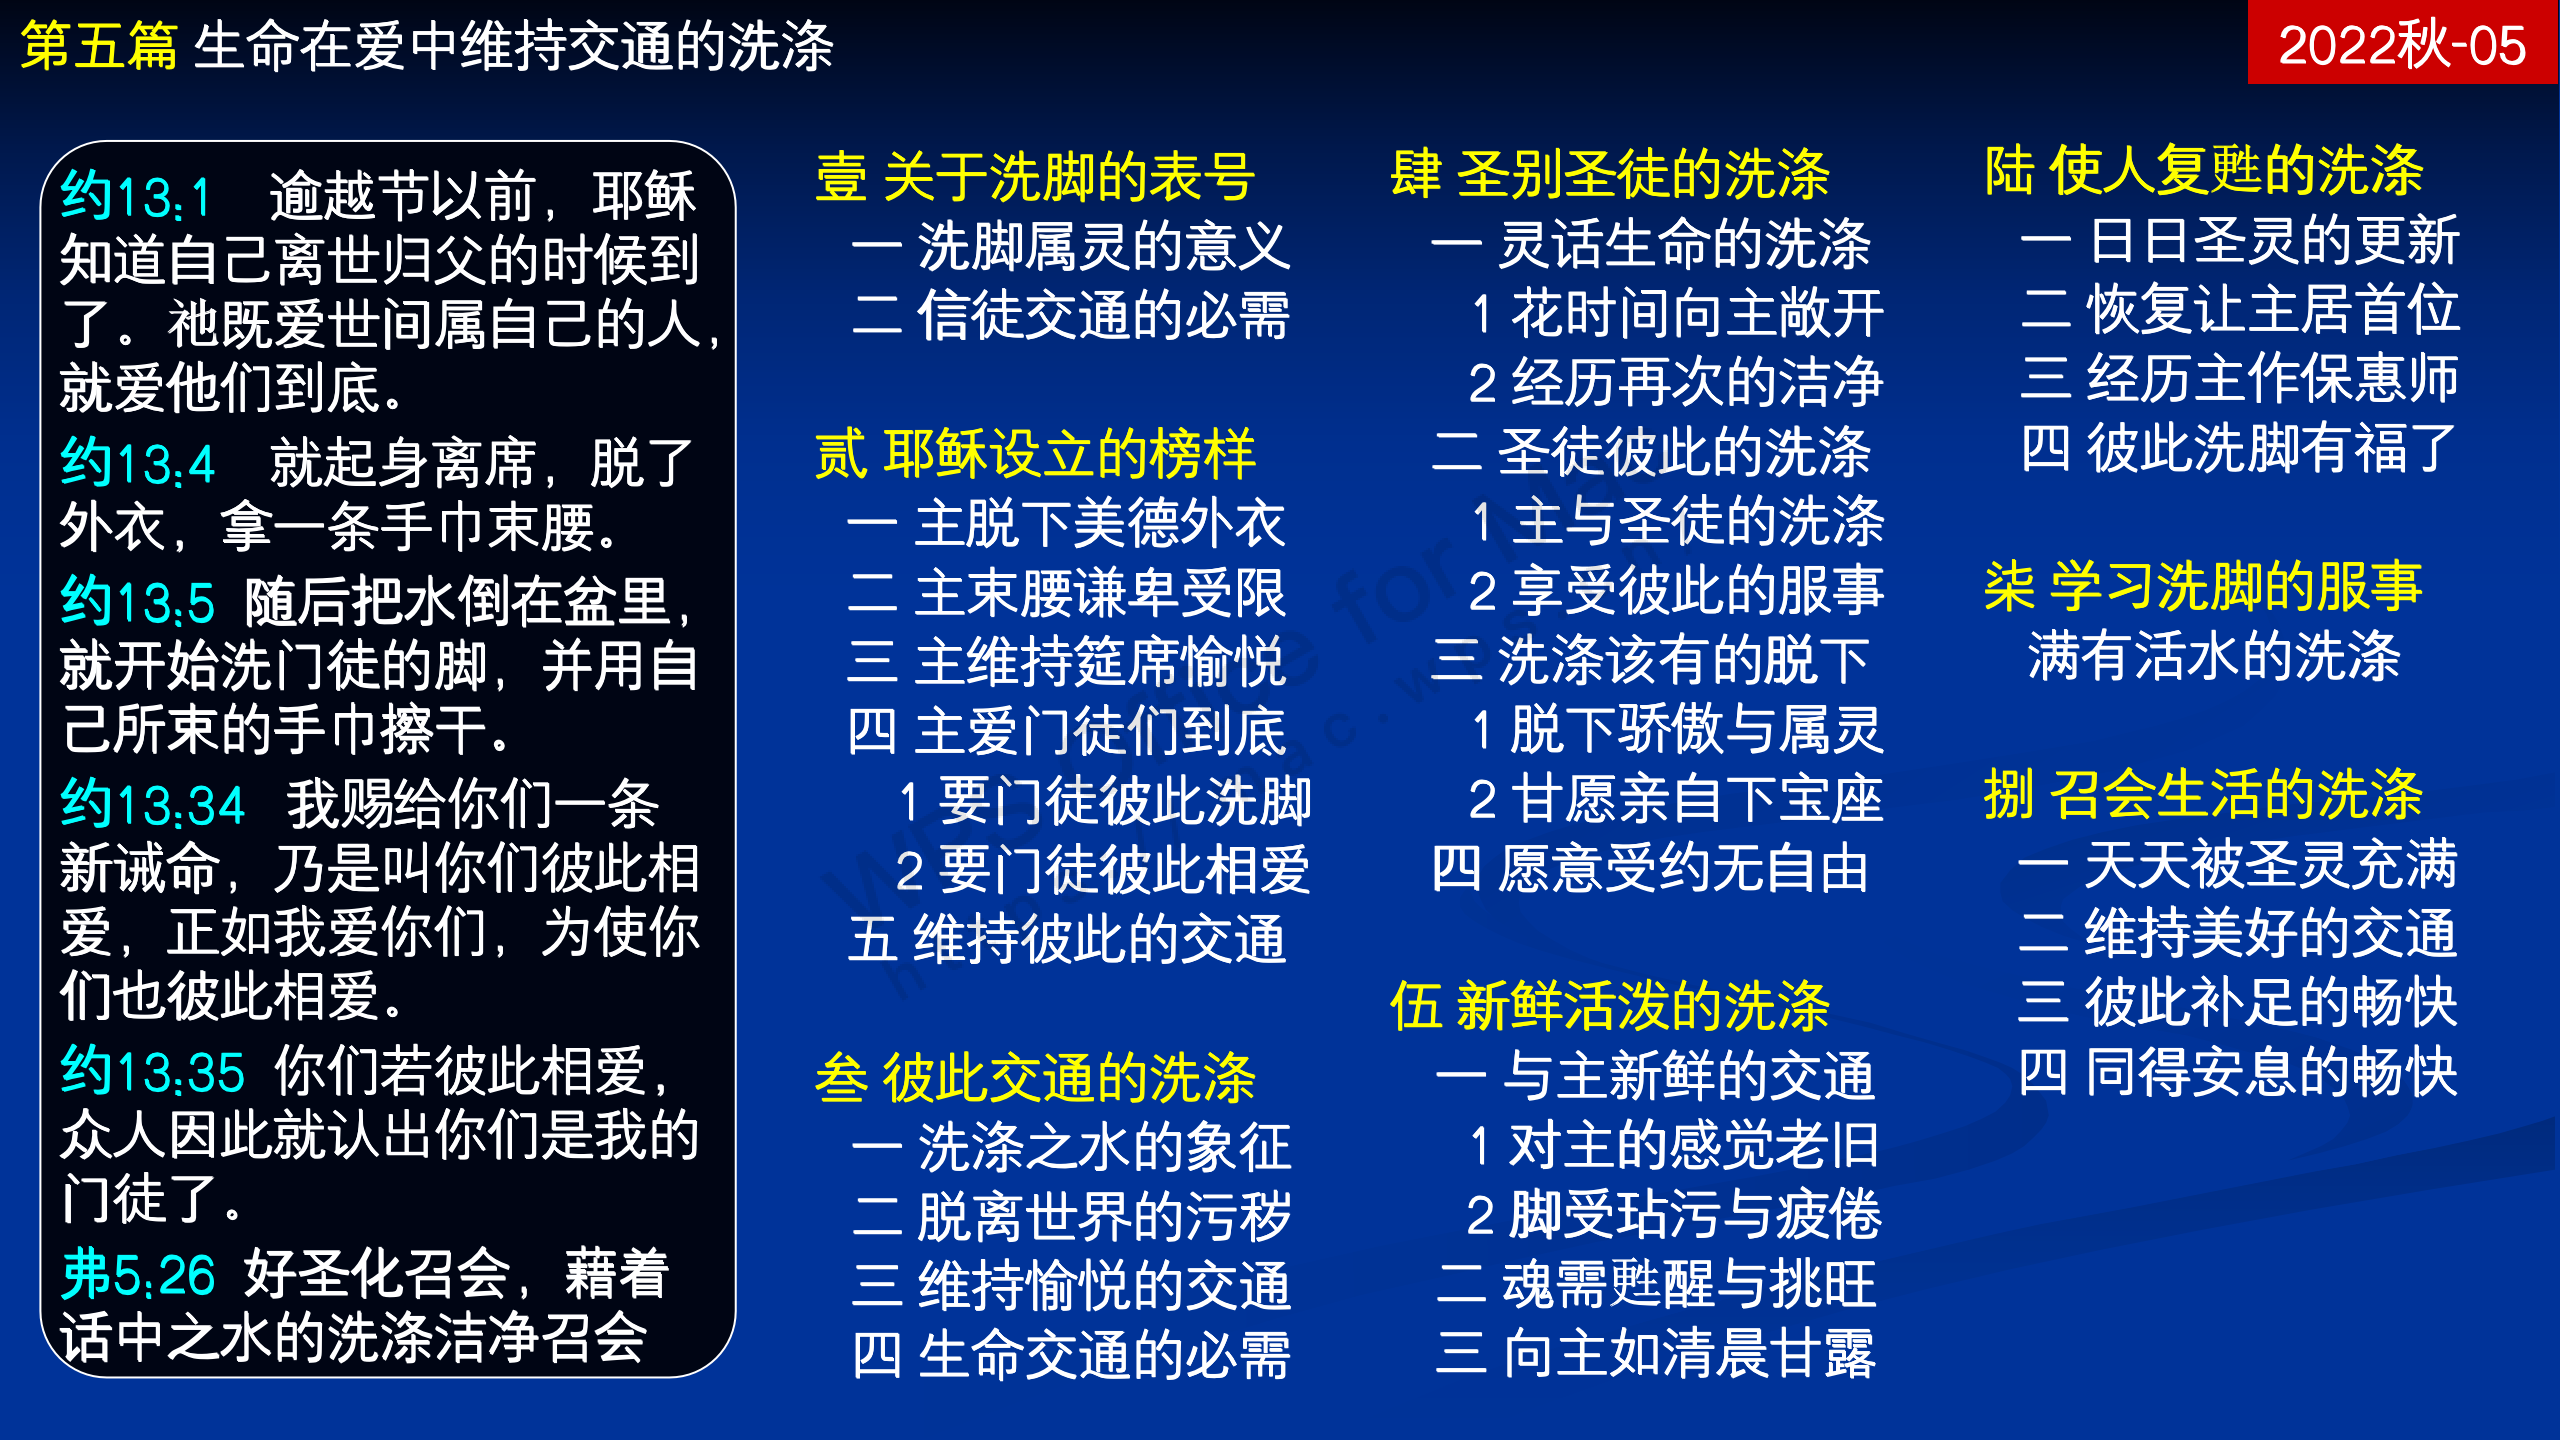 第五篇 生命在爱中维持交通的洗涤
2022秋-05
约13:1 逾越节以前，耶稣
知道自己离世归父的时候到
了。祂既爱世间属自己的人，
就爱他们到底。
约13:4 就起身离席，脱了
外衣，拿一条手巾束腰。
约13:5 随后把水倒在盆里，
就开始洗门徒的脚，并用自
己所束的手巾擦干。
约13:34 我赐给你们一条
新诫命，乃是叫你们彼此相
爱，正如我爱你们，为使你
们也彼此相爱。
约13:35 你们若彼此相爱，
众人因此就认出你们是我的
门徒了。
弗5:26 好圣化召会，藉着
话中之水的洗涤洁净召会
壹 关于洗脚的表号
一 洗脚属灵的意义
二 信徒交通的必需
贰 耶稣设立的榜样
一 主脱下美德外衣
二 主束腰谦卑受限
三 主维持筵席愉悦
四 主爱门徒们到底
1 要门徒彼此洗脚
2 要门徒彼此相爱
五 维持彼此的交通
叁 彼此交通的洗涤
一 洗涤之水的象征
二 脱离世界的污秽
三 维持愉悦的交通
四 生命交通的必需
肆 圣别圣徒的洗涤
一 灵话生命的洗涤
1 花时间向主敞开
2 经历再次的洁净
二 圣徒彼此的洗涤
1 主与圣徒的洗涤
2 享受彼此的服事
三 洗涤该有的脱下
1 脱下骄傲与属灵
2 甘愿亲自下宝座
四 愿意受约无自由
伍 新鲜活泼的洗涤
一 与主新鲜的交通
1 对主的感觉老旧
2 脚受玷污与疲倦
二 魂需甦醒与挑旺
三 向主如清晨甘露
陆 使人复甦的洗涤
一 日日圣灵的更新
二 恢复让主居首位
三 经历主作保惠师
四 彼此洗脚有福了
柒 学习洗脚的服事
满有活水的洗涤
捌 召会生活的洗涤
一 天天被圣灵充满
二 维持美好的交通
三 彼此补足的畅快
四 同得安息的畅快
WPS Office for Mac